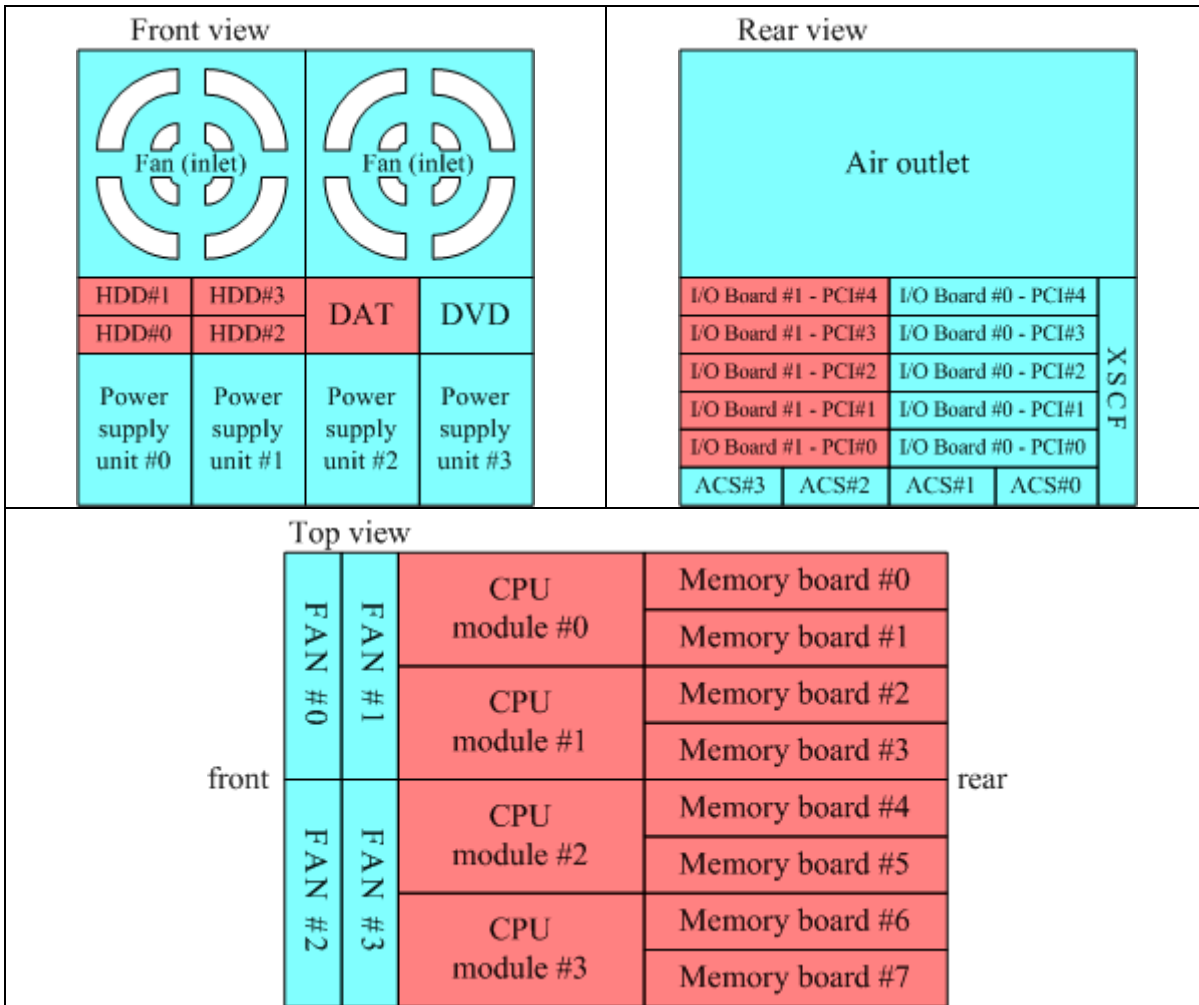 Front view
Fan (inlet)
Fan (inlet)
HDD#1
HDD#3
HDD#0
HDD#2
DAT
DVD
Power
supply
unit #0
Power
supply
unit #1
Power
supply
unit #2
Power
supply
unit #3
Rear view
Air outlet
I/O Board #1 - PCI#4
I/O Board #0 - PCI#4
I/O Board #1 - PCI#3
I/O Board #0 - PCI#3
I/O Board #1 - PCI#2
I/O Board #0 - PCI#2
I/O Board #1 - PCI#1
I/O Board #0 - PCI#1
I/O Board #1 - PCI#0
I/O Board #0 - PCI#0
XSCF
ACS#3
ACS#2
ACS#1
ACS#0
Top view
front
FAN #0
FAN #1
FAN #2
FAN #3
CPU
module #0
CPU
module #1
CPU
module #2
CPU
module #3
Memory board #0
Memory board #1
Memory board #2
Memory board #3
Memory board #4
Memory board #5
Memory board #6
Memory board #7
rear